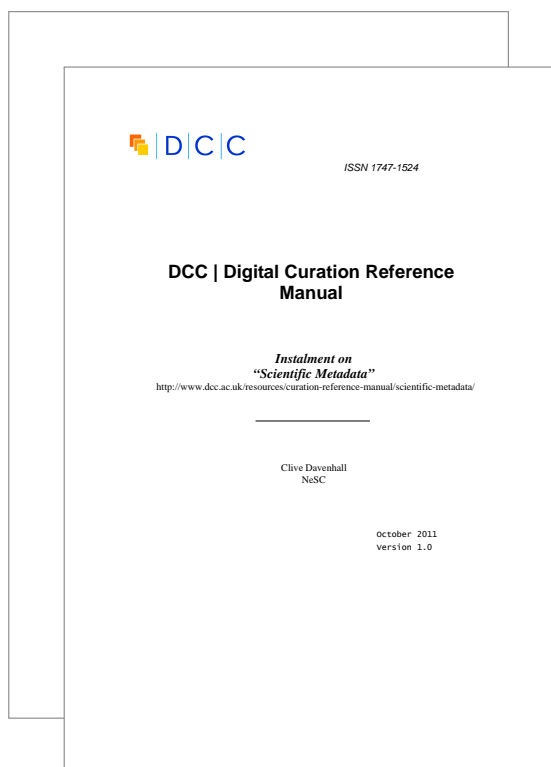 D|C|C
ISSN 1747-1524
DCC | Digital Curation Reference
Manual
Instalment on
“Scientific Metadata”
http://www.dcc.ac.uk/resources/curation-reference-manual/scientific-metadata/
Clive Davenhall
NeSC
October 2011
Version 1.0